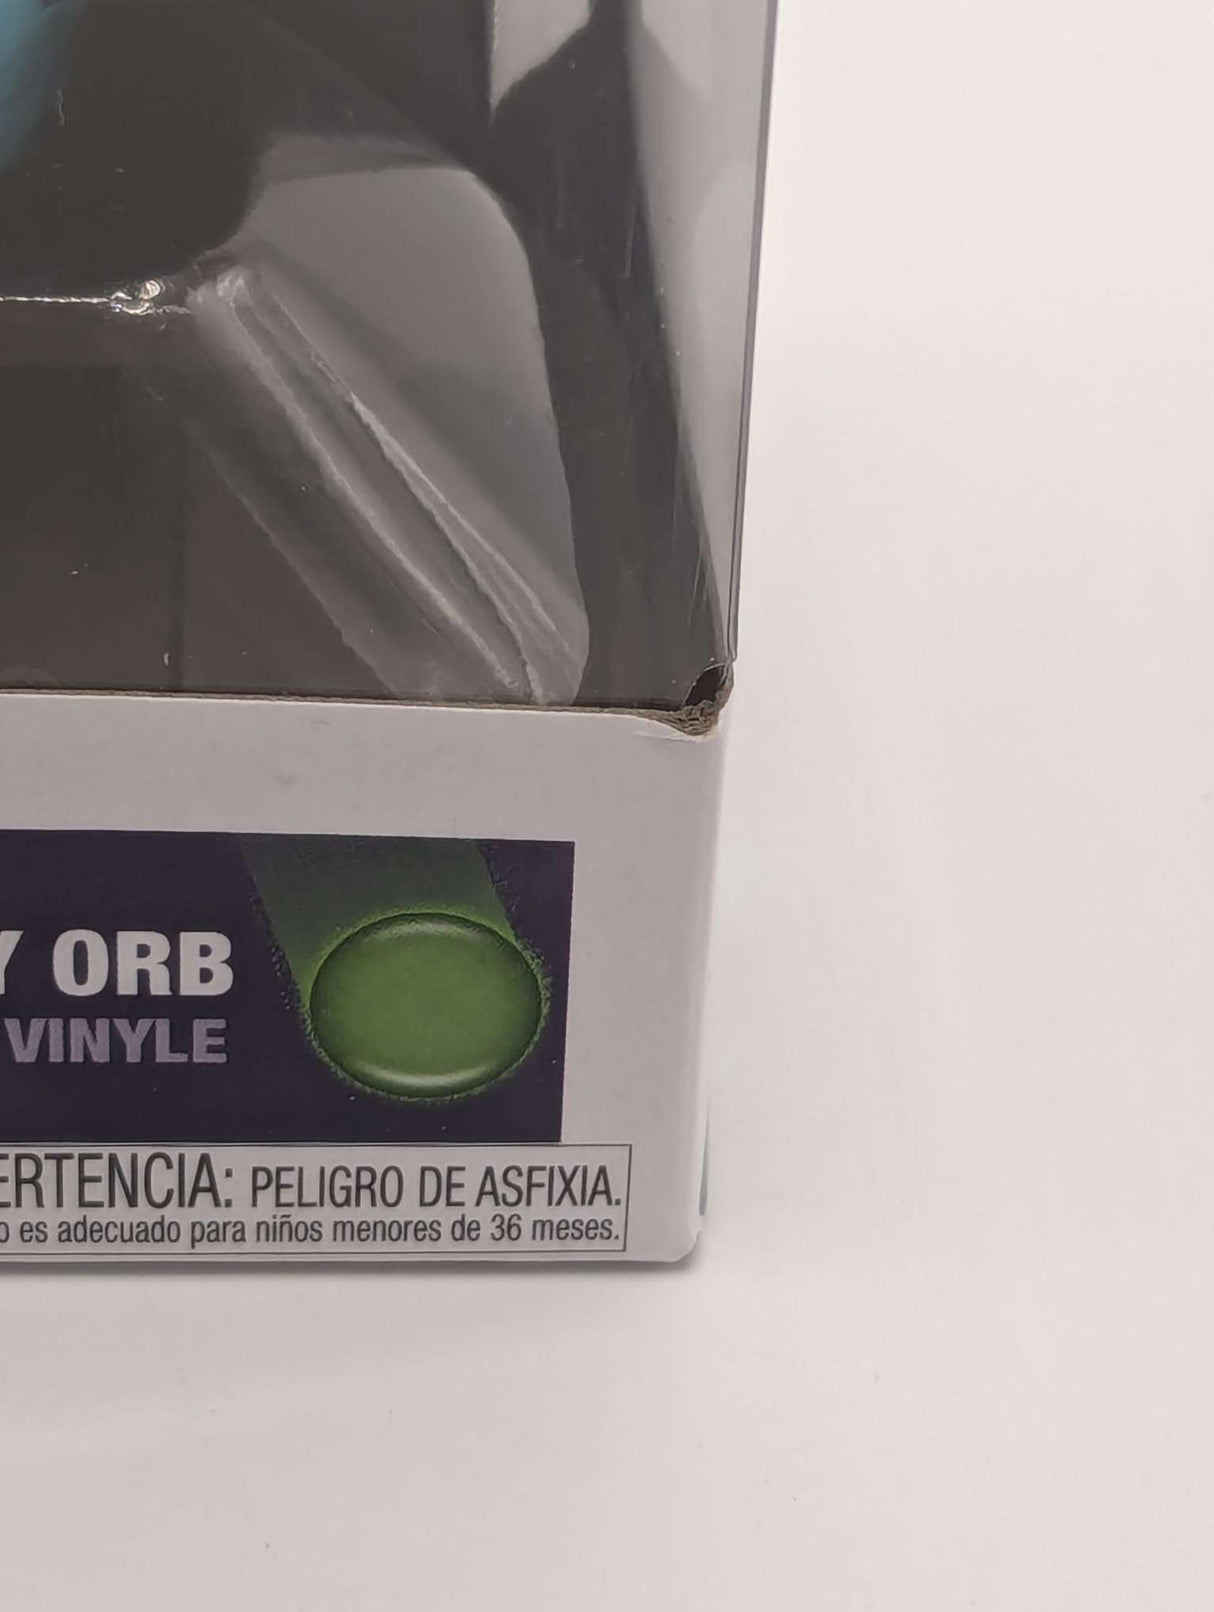 Y ORB
VINYLE
ERTENCIA: PELIGRO DE ASFIXIA.
o es adecuado para niños menores de 36 meses.